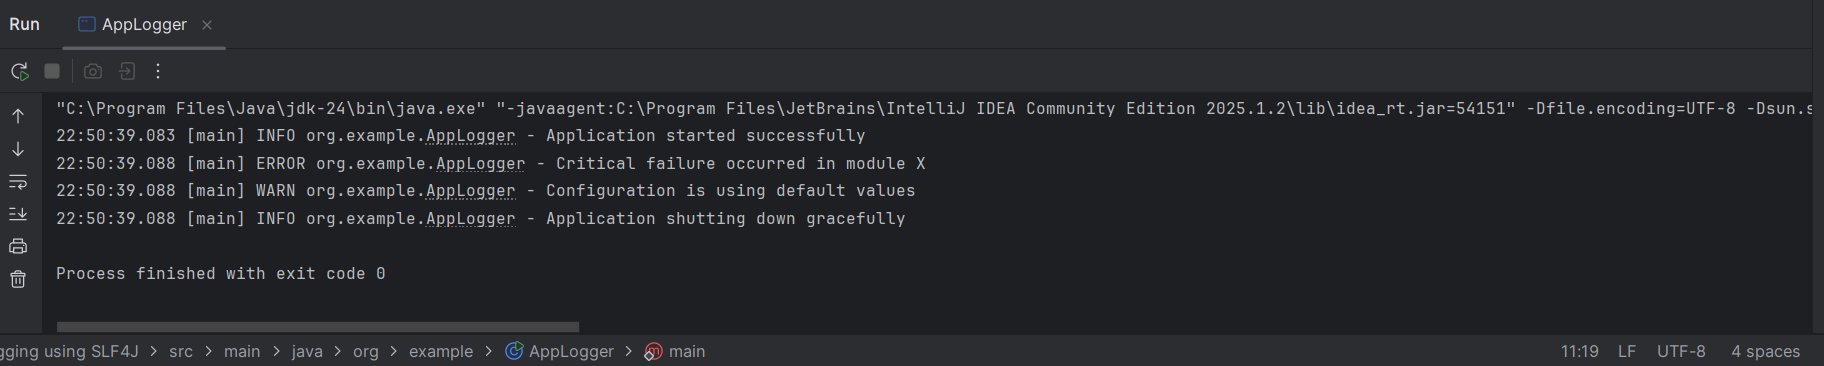 Run AppLogger
"C:\Program Files\Java\jdk-24\bin\java.exe" "-javaagent:C:\Program Files\JetBrains\IntelliJ IDEA Community Edition 2025.1.2\lib\idea_rt.jar=54151" -Dfile.encoding=UTF-8 -Dsun.s
22:50:39.083 [main] INFO org.example.AppLogger - Application started successfully
22:50:39.088 [main] ERROR org.example.AppLogger - Critical failure occurred in module X
22:50:39.088 [main] WARN org.example.AppLogger - Configuration is using default values
22:50:39.088 [main] INFO org.example.AppLogger - Application shutting down gracefully
Process finished with exit code 0
gging using SLF4J > src > main > java > org > example > AppLogger > main 11:19 LF UTF-8 4 spaces